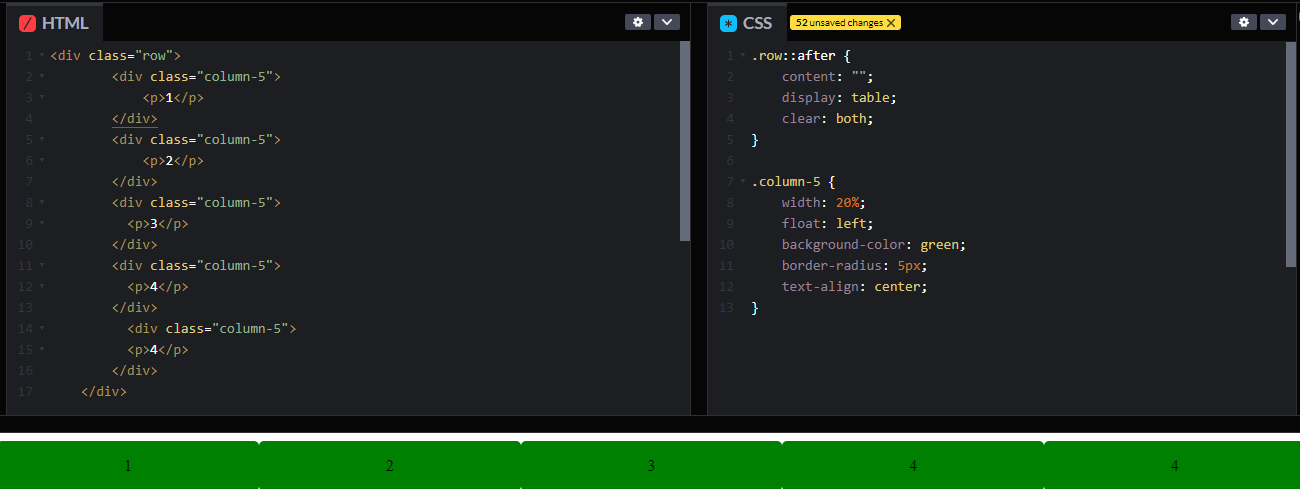 HTML
1 <div class="row">
2 <div class="column-5">
3 <p>1</p>
4 </div>
5 <div class="column-5">
6 <p>2</p>
7 </div>
8 <div class="column-5">
9 <p>3</p>
10 </div>
11 <div class="column-5">
12 <p>4</p>
13 </div>
14 <div class="column-5">
15 <p>4</p>
16 </div>
17 </div>
CSS 52 unsaved changes X
1 .row::after {
2 content: "";
3 display: table;
4 clear: both;
5 }
6
7 .column-5 {
8 width: 20%;
9 float: left;
10 background-color: green;
11 border-radius: 5px;
12 text-align: center;
13 }
1 2 3 4 4